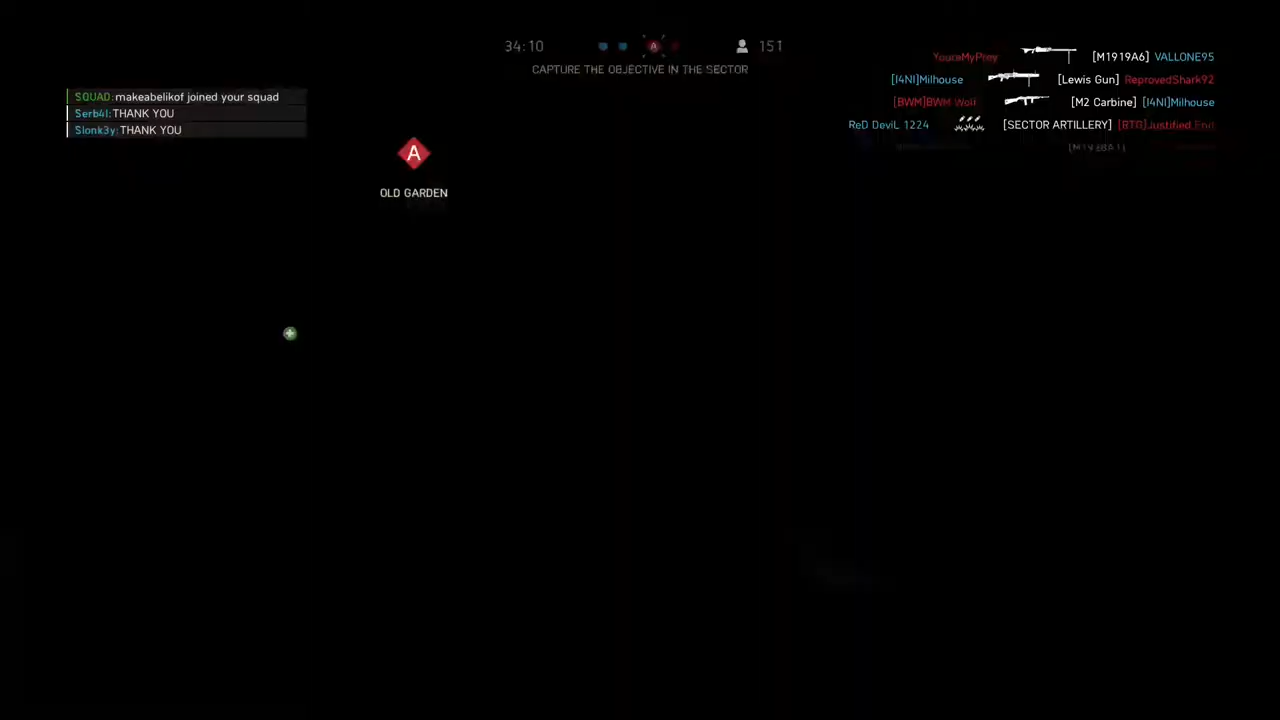 34:10
A
151
CAPTURE THE OBJECTIVE IN THE SECTOR
SQUAD: makeabelikof joined your squad
Serb4l: THANK YOU
Slonk3y: THANK YOU
A
OLD GARDEN
YoureMyPrey [M1919A6] VALLONE95
[I4NI]Milhouse [Lewis Gun] ReprovedShark92
[BWM]BWM Wolf [M2 Carbine] [I4NI]Milhouse
ReD DeviL 1224 [SECTOR ARTILLERY] [BTG]Justified End
[M1928A1]